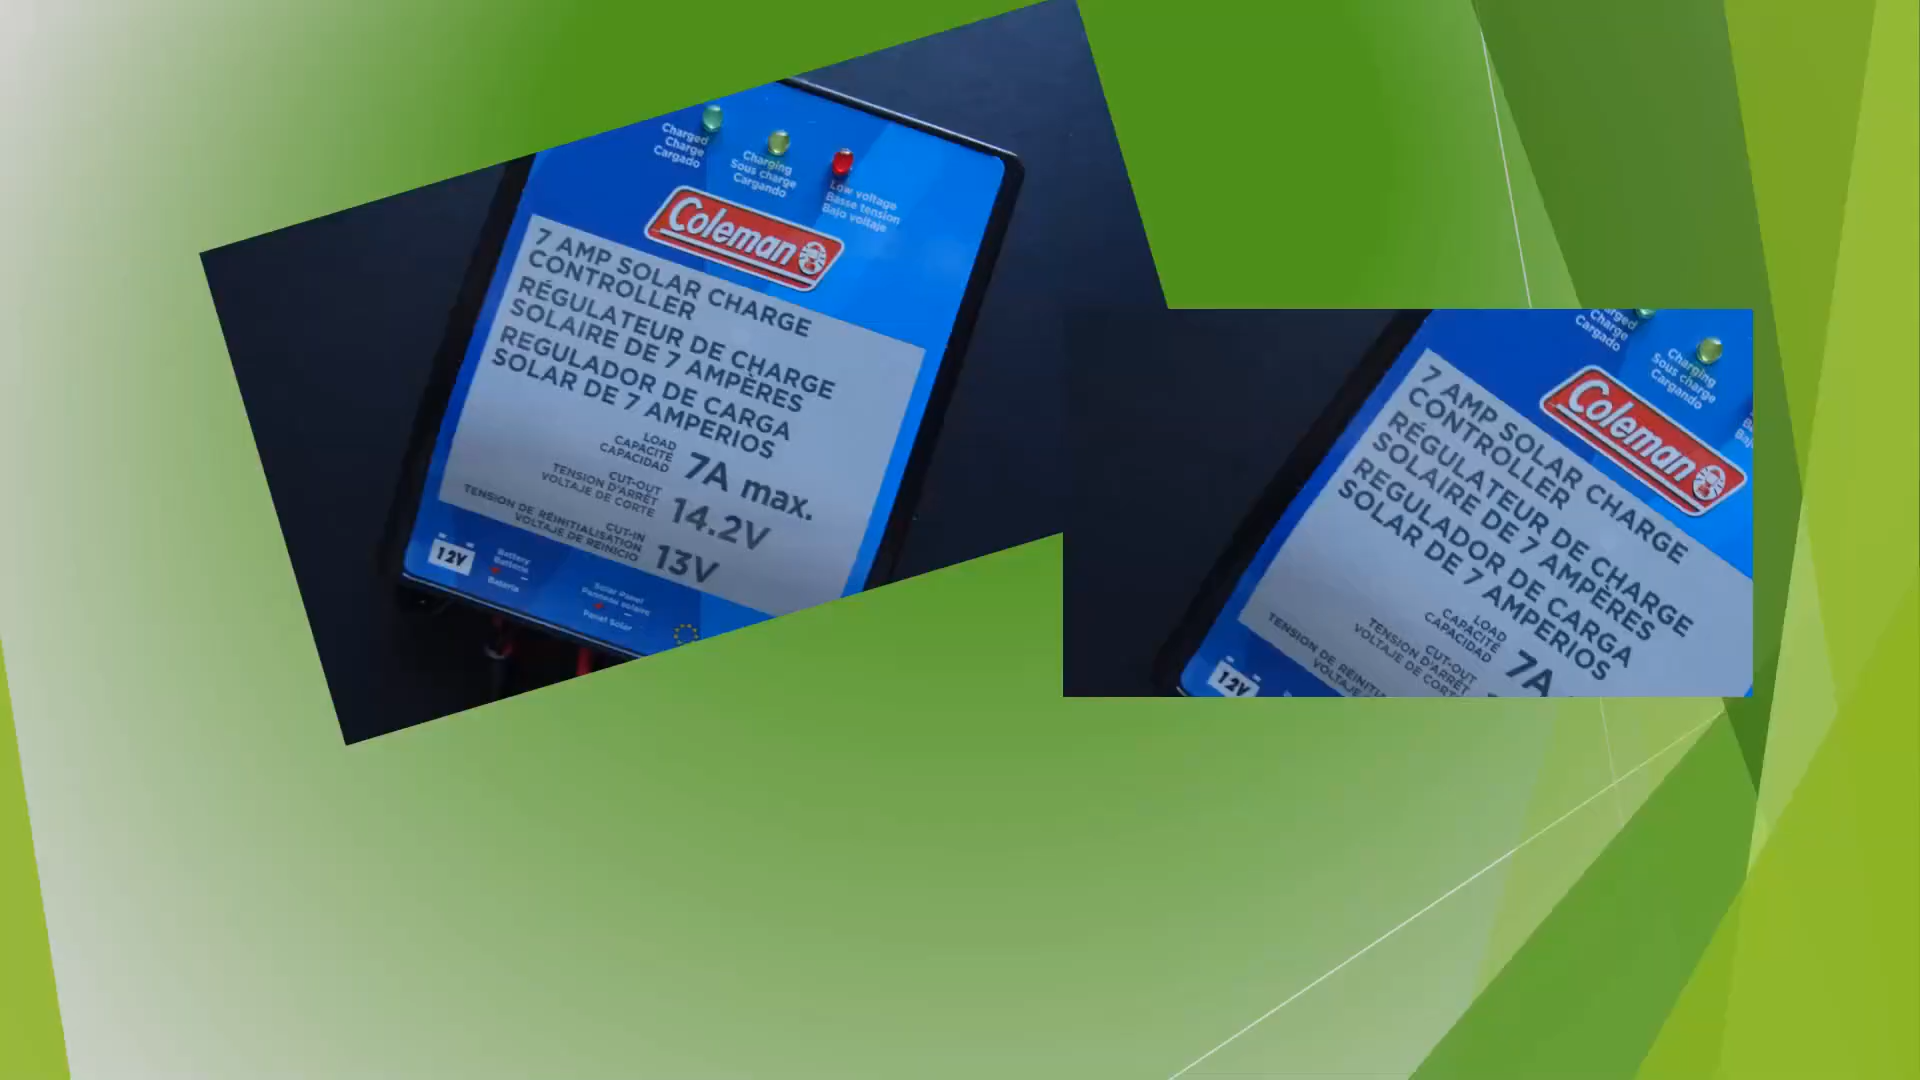 Charged
Charge
Cargado
Charging
Sous charge
Cargando
Low voltage
Basse tension
Bajo voltaje
Coleman
7 AMP SOLAR CHARGE
CONTROLLER
RÉGULATEUR DE CHARGE
SOLAIRE DE 7 AMPÈRES
REGULADOR DE CARGA
SOLAR DE 7 AMPERIOS
LOAD
CAPACITÉ
CAPACIDAD
7A max.
CUT-OUT
TENSION D'ARRÊT
VOLTAJE DE CORTE
14.2V
CUT-IN
TENSION DE RÉINITIALISATION
VOLTAJE DE REINICIO
13V
12V
Battery
Batterie
Batería
Solar Panel
Panneau solaire
Panel Solar
Charge
Cargado
Charging
Sous charge
Cargando
Coleman
7 AMP SOLAR CHARGE
CONTROLLER
RÉGULATEUR DE CHARGE
SOLAIRE DE 7 AMPÈRES
REGULADOR DE CARGA
SOLAR DE 7 AMPERIOS
LOAD
CAPACITÉ
CAPACIDAD
7A
CUT-OUT
TENSION D'ARRÊT
VOLTAJE DE CORTE
TENSION DE
VOLTAJE
12V